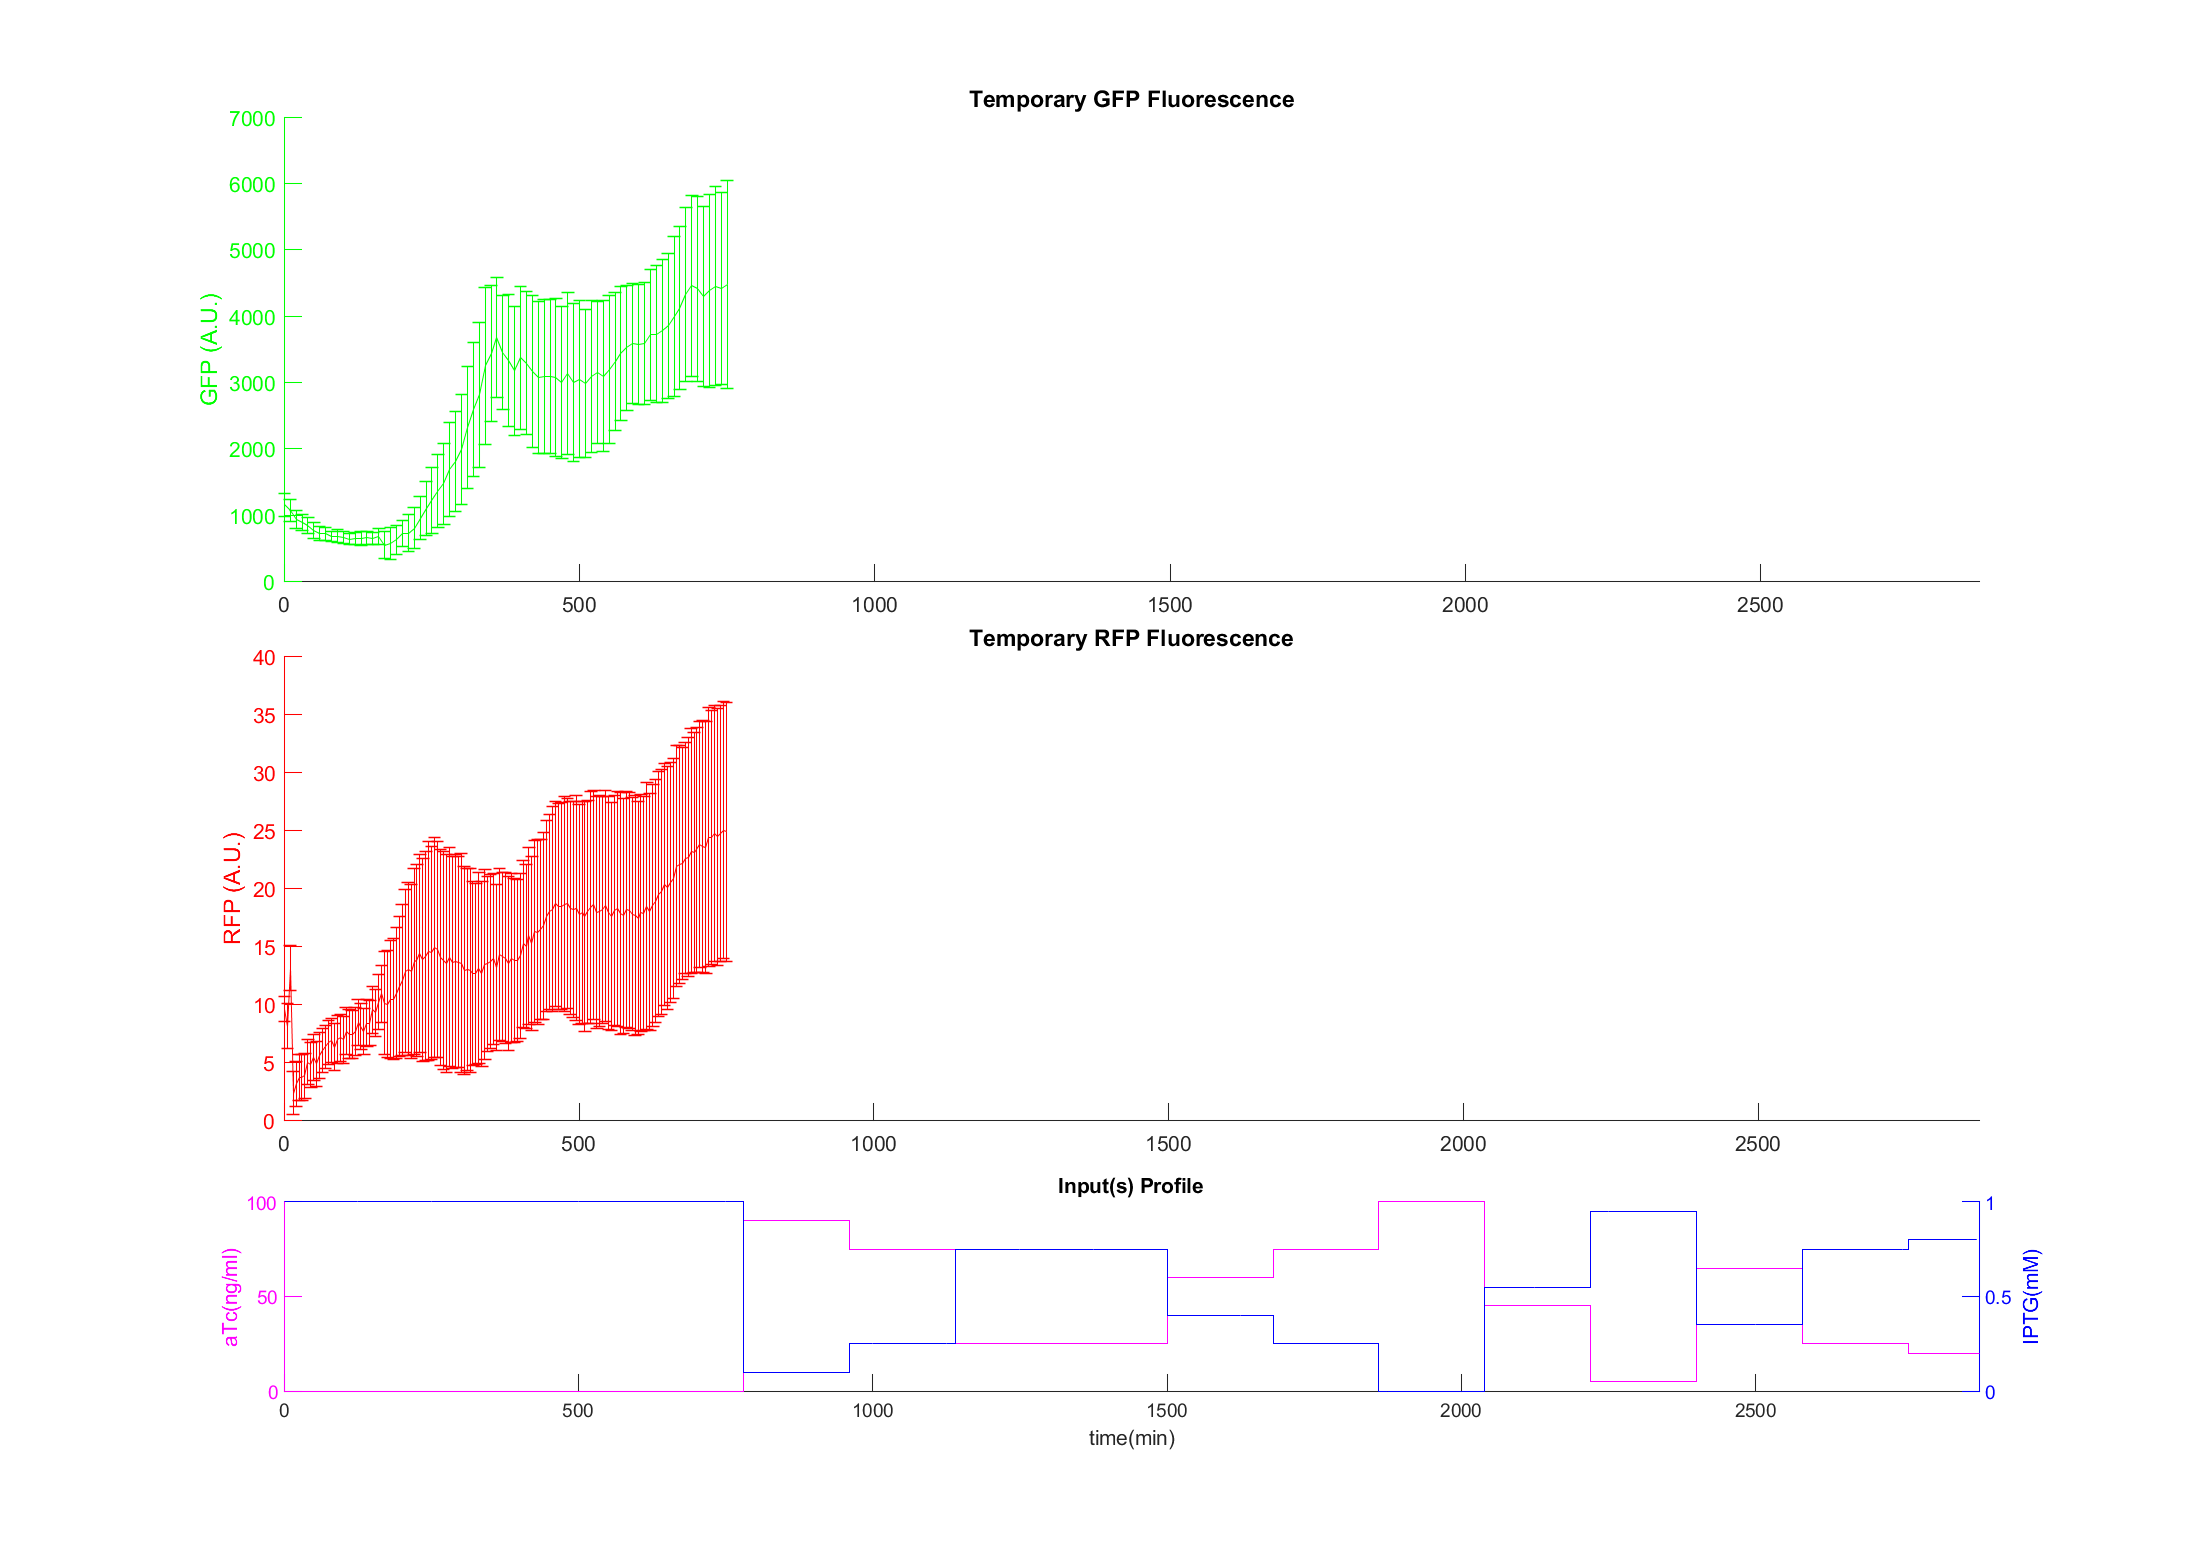 Temporary GFP Fluorescence
7000
6000
5000
4000
3000
2000
1000
0
GFP (A.U.)
0 500 1000 1500 2000 2500
Temporary RFP Fluorescence
40
35
30
25
20
15
10
5
0
RFP (A.U.)
0 500 1000 1500 2000 2500
Input(s) Profile
100
50
0
aTc(ng/ml)
1
0.5
0
IPTG(mM)
0 500 1000 1500 2000 2500
time(min)